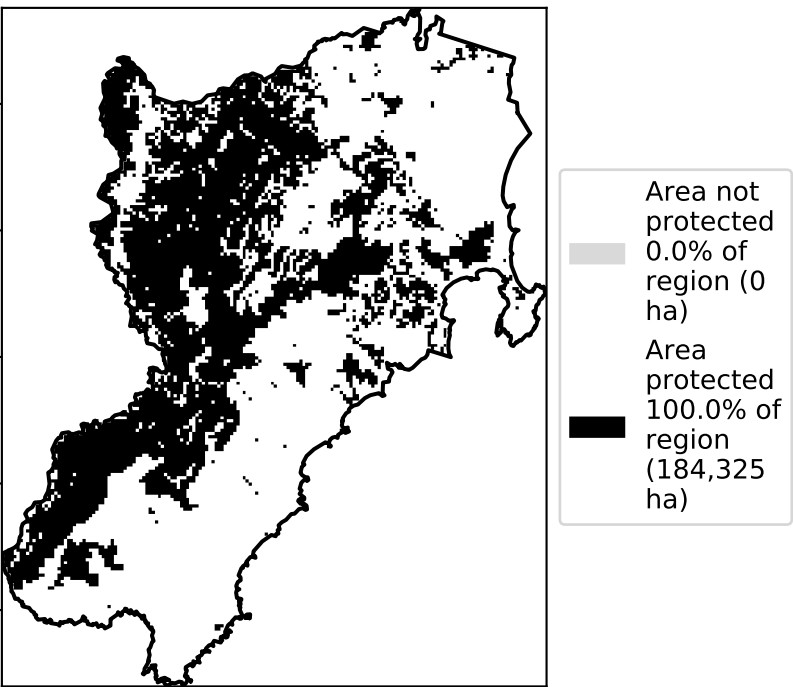 Area not
protected
0.0% of
region (0
ha)
Area
protected
100.0% of
region
(184,325
ha)